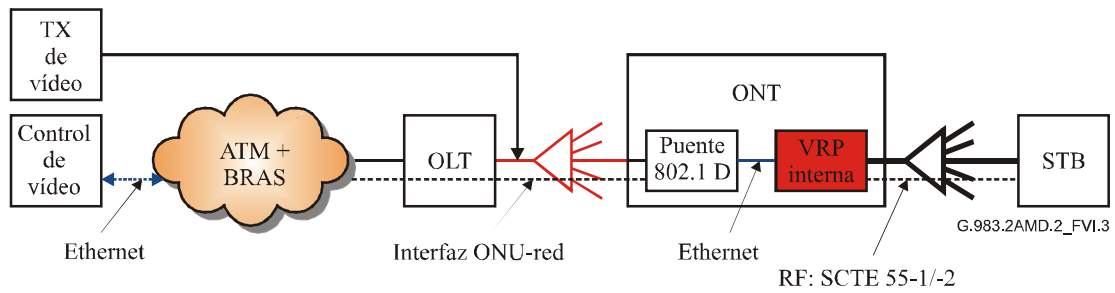 TX
de
vídeo
Control
de
vídeo
ATM +
BRAS
OLT
ONT
Puente
802.1 D
VRP
interna
STB
G.983.2AMD.2_FVI.3
Ethernet
Interfaz ONU-red
Ethernet
RF: SCTE 55-1/-2